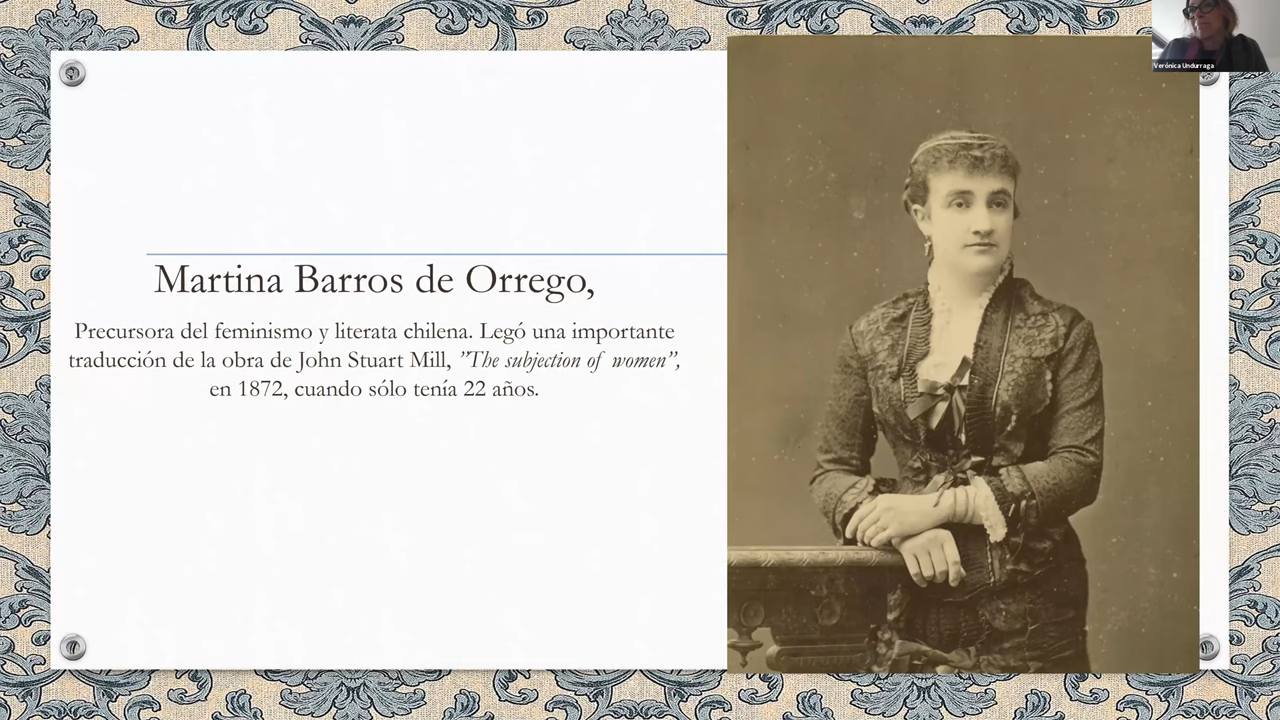 Verónica Undurraga
Martina Barros de Orrego,
Precursora del feminismo y literata chilena. Legó una importante
traducción de la obra de John Stuart Mill, ”The subjection of women”,
en 1872, cuando sólo tenía 22 años.